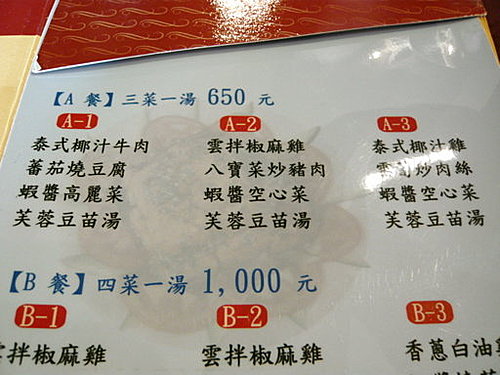 【A 餐】三菜一湯 650 元
A-1 A-2 A-3
泰式椰汁牛肉 雲拌椒麻雞 泰式椰汁雞
蕃茄燒豆腐 八寶菜炒豬肉 炒肉絲
蝦醬高麗菜 蝦醬空心菜 蝦醬空心菜
芙蓉豆苗湯 芙蓉豆苗湯 芙蓉豆苗湯
【B 餐】四菜一湯 1,000 元
B-1 B-2 B-3
雲拌椒麻雞 雲拌椒麻雞 香蔥白油